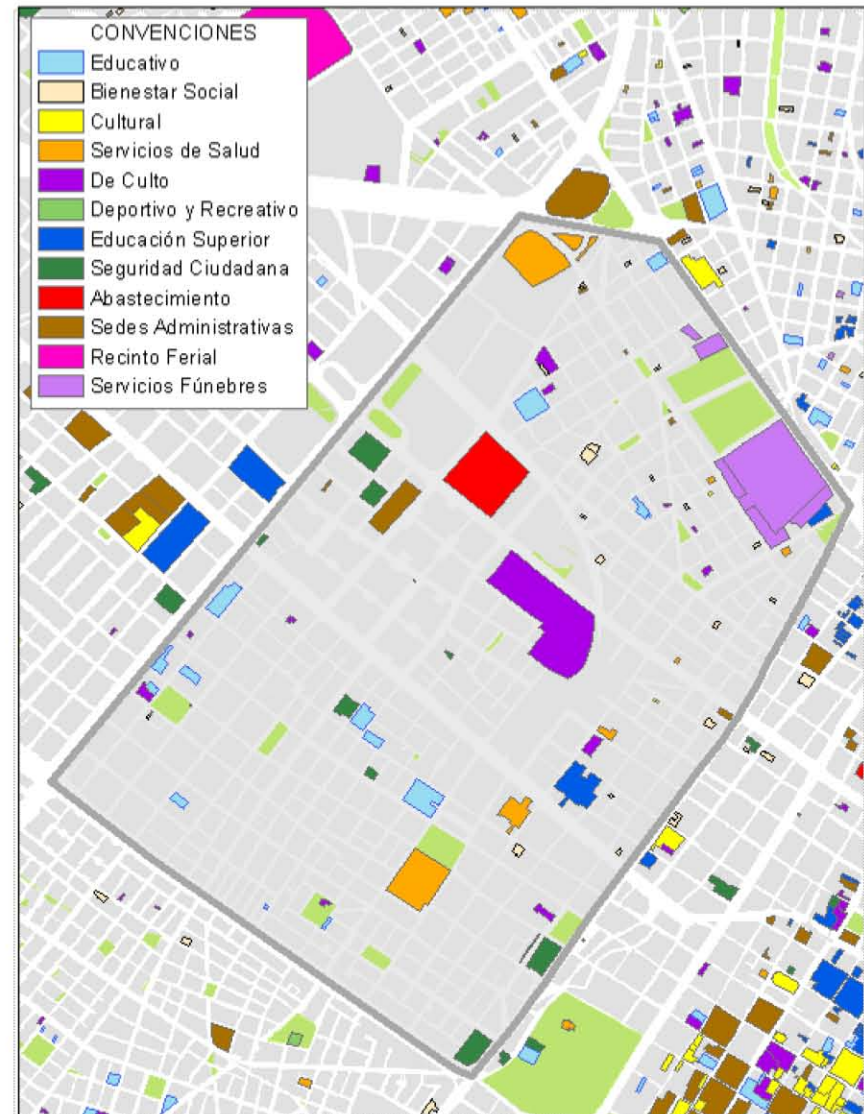 CONVENCIONES
Educativo
Bienestar Social
Cultural
Servicios de Salud
De Culto
Deportivo y Recreativo
Educación Superior
Seguridad Ciudadana
Abastecimiento
Sedes Administrativas
Recinto Ferial
Servicios Fúnebres